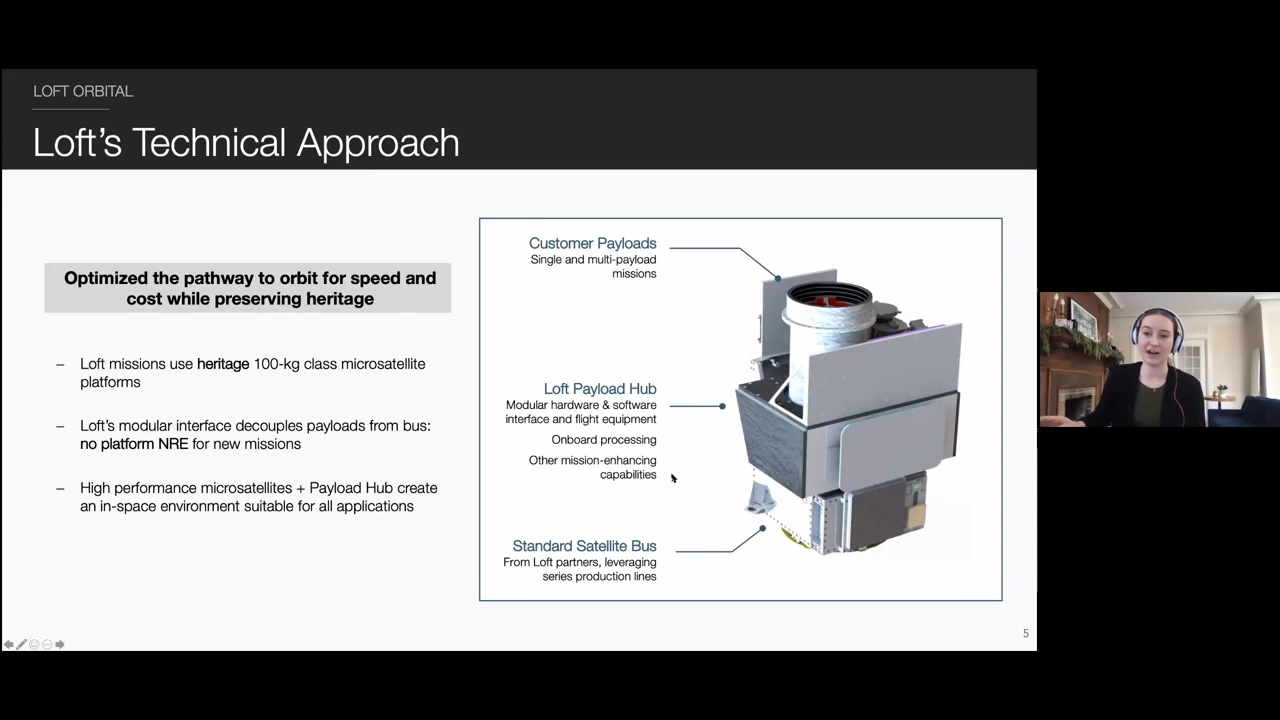 LOFT ORBITAL
Loft's Technical Approach
Optimized the pathway to orbit for speed and
cost while preserving heritage
– Loft missions use heritage 100-kg class microsatellite
platforms
– Loft's modular interface decouples payloads from bus:
no platform NRE for new missions
– High performance microsatellites + Payload Hub create
an in-space environment suitable for all applications
Customer Payloads
Single and multi-payload
missions
Loft Payload Hub
Modular hardware & software
interface and flight equipment
Onboard processing
Other mission-enhancing
capabilities
Standard Satellite Bus
From Loft partners, leveraging
series production lines
5